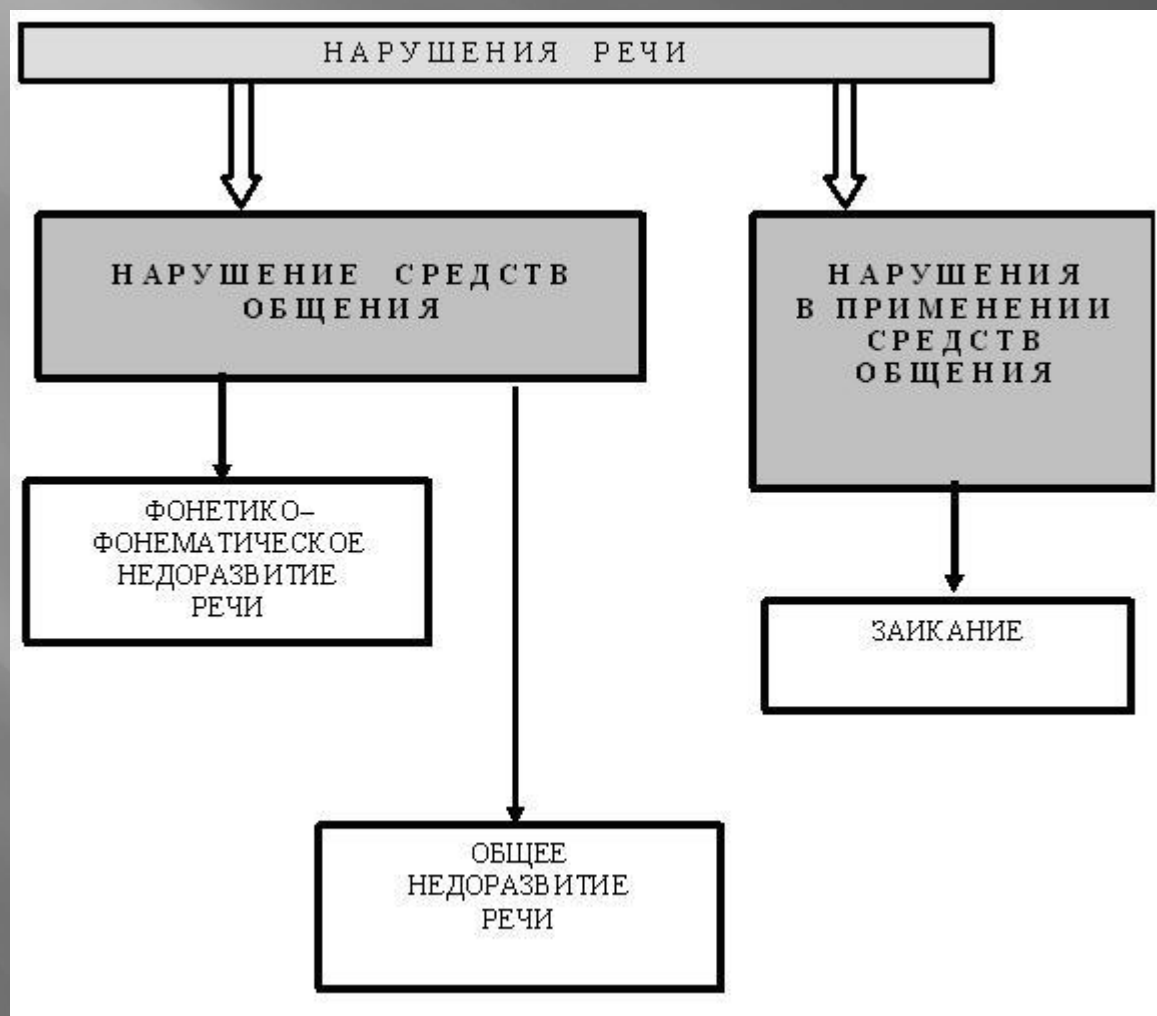 НАРУШЕНИЯ РЕЧИ
НАРУШЕНИЕ СРЕДСТВ
ОБЩЕНИЯ
НАРУШЕНИЯ
В ПРИМЕНЕНИИ
СРЕДСТВ
ОБЩЕНИЯ
ФОНЕТИКО–
ФОНЕМАТИЧЕСКОЕ
НЕДОРАЗВИТИЕ
РЕЧИ
ЗАИКАНИЕ
ОБЩЕЕ
НЕДОРАЗВИТИЕ
РЕЧИ